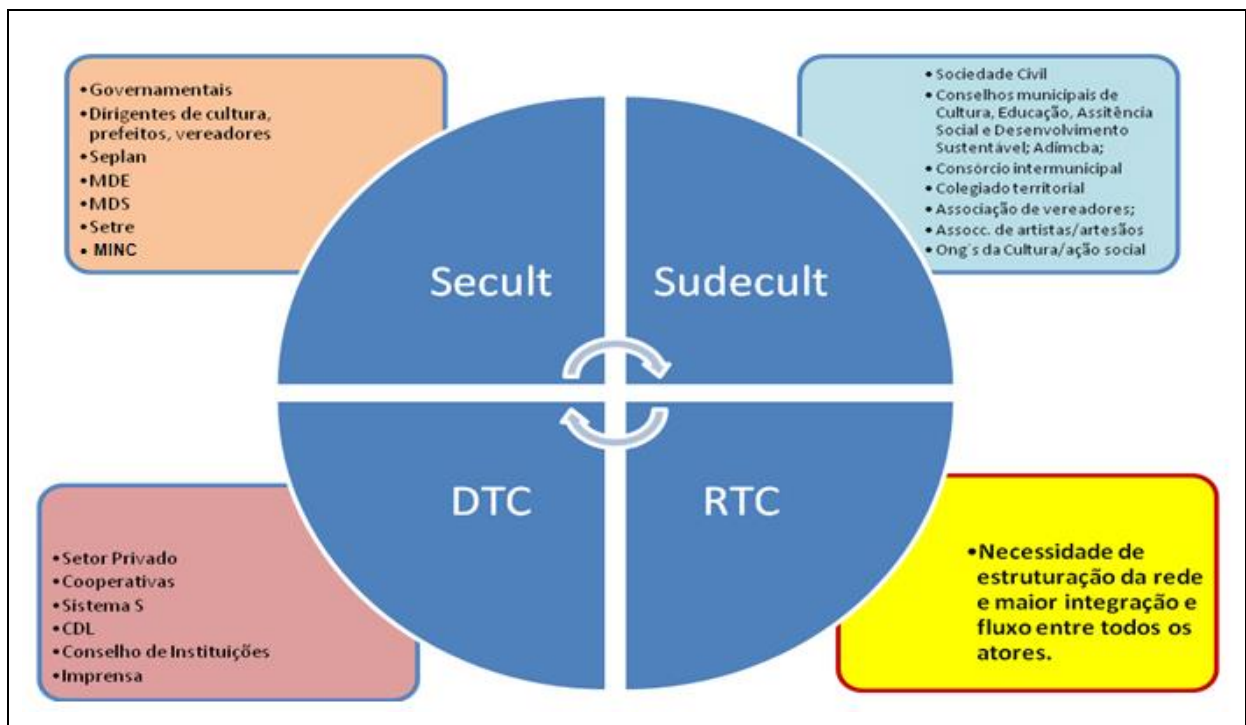 •Governamentais
•Dirigentes de cultura,
prefeitos, vereadores
•Seplan
•MDE
•MDS
•Setre
•MINC
•Sociedade Civil
•Conselhos municipais de
Cultura, Educação, Assitência
Social e Desenvolvimento
Sustentável; Adimcba;
•Consórcio intermunicipal
•Colegiado territorial
•Associação de vereadores;
•Assocc. de artistas/artesãos
•Ong´s da Cultura/ação social
Secult
Sudecult
DTC
RTC
•Setor Privado
•Cooperativas
•Sistema S
•CDL
•Conselho de Instituições
•Imprensa
•Necessidade de
estruturação da rede
e maior integração e
fluxo entre todos os
atores.